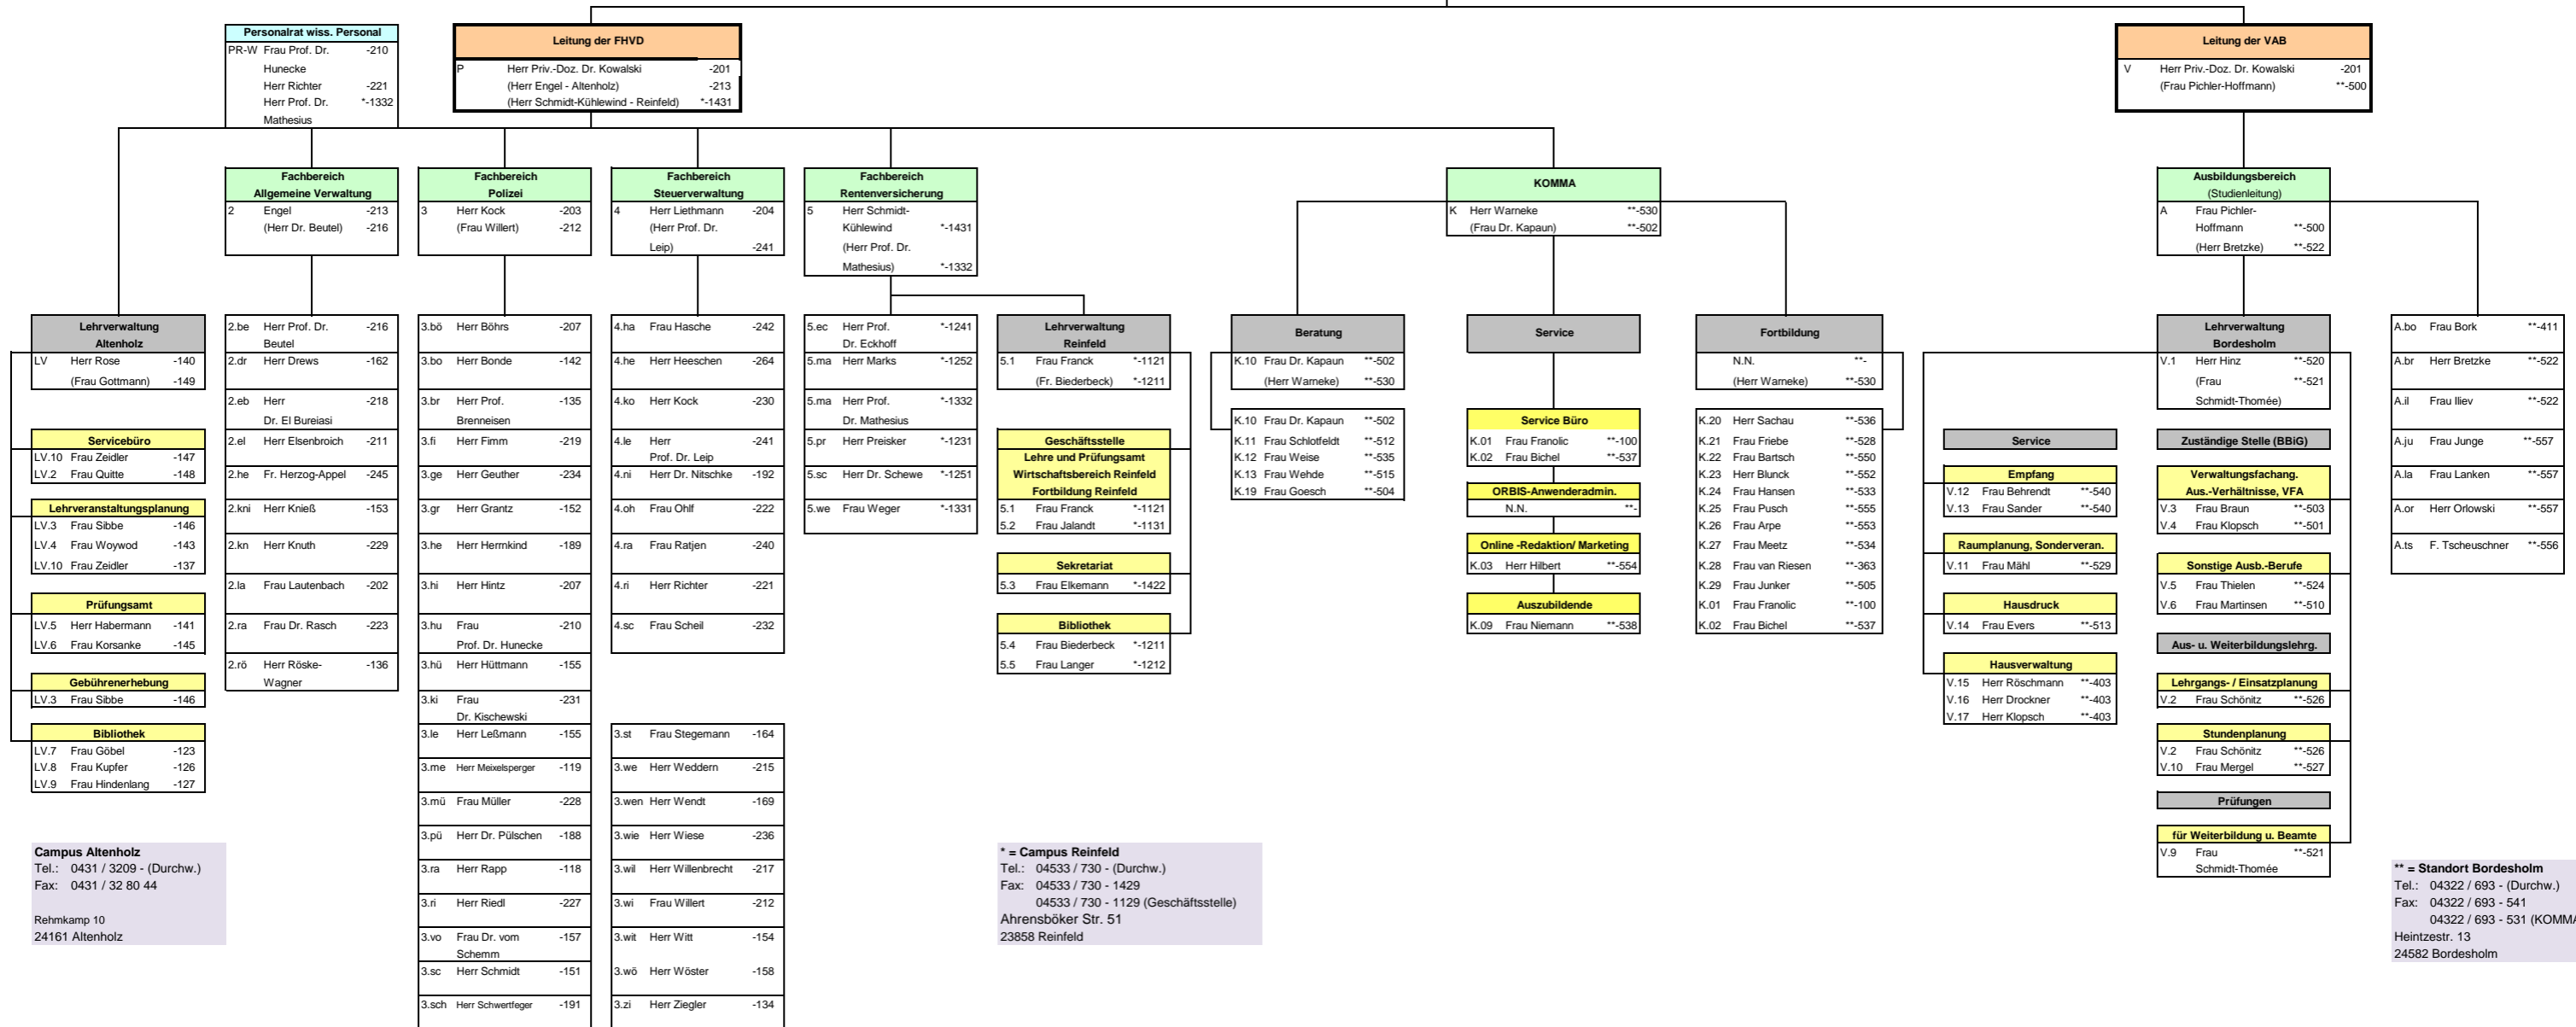 Personalrat wiss. Personal
PR-W Frau Prof. Dr. -210
Hunecke
Herr Richter -221
Herr Prof. Dr. *-1332
Mathesius
Leitung der FHVD
P Herr Priv.-Doz. Dr. Kowalski -201
(Herr Engel - Altenholz) -213
(Herr Schmidt-Kühlewind - Reinfeld) *-1431
Leitung der VAB
V Herr Priv.-Doz. Dr. Kowalski -201
(Frau Pichler-Hoffmann) **-500
Fachbereich
Allgemeine Verwaltung
2 Engel -213
(Herr Dr. Beutel) -216
Fachbereich
Polizei
3 Herr Kock -203
(Frau Willert) -212
Fachbereich
Steuerverwaltung
4 Herr Liethmann -204
(Herr Prof. Dr.
Leip) -241
Fachbereich
Rentenversicherung
5 Herr Schmidt-
Kühlewind *-1431
(Herr Prof. Dr.
Mathesius) *-1332
KOMMA
K Herr Warneke **-530
(Frau Dr. Kapaun) **-502
Ausbildungsbereich
(Studienleitung)
A Frau Pichler-
Hoffmann **-500
(Herr Bretzke) **-522
Lehrverwaltung
Altenholz
LV Herr Rose -140
(Frau Gottmann) -149
Servicebüro
LV.10 Frau Zeidler -147
LV.2 Frau Quitte -148
Lehrveranstaltungsplanung
LV.3 Frau Sibbe -146
LV.4 Frau Woywod -143
LV.10 Frau Zeidler -137
Prüfungsamt
LV.5 Herr Habermann -141
LV.6 Frau Korsanke -145
Gebührenerhebung
LV.3 Frau Sibbe -146
Bibliothek
LV.7 Frau Göbel -123
LV.8 Frau Kupfer -126
LV.9 Frau Hindenlang -127
Campus Altenholz
Tel.: 0431 / 3209 - (Durchw.)
Fax: 0431 / 32 80 44
Rehmkamp 10
24161 Altenholz
2.be Herr Prof. Dr. -216
Beutel
2.dr Herr Drews -162
2.eb Herr -218
Dr. El Bureiasi
2.el Herr Elsenbroich -211
2.he Fr. Herzog-Appel -245
2.kni Herr Knieß -153
2.kn Herr Knuth -229
2.la Frau Lautenbach -202
2.ra Frau Dr. Rasch -223
2.rö Herr Röske- -136
Wagner
3.bö Herr Böhrs -207
3.bo Herr Bonde -142
3.br Herr Prof. -135
Brenneisen
3.fi Herr Fimm -219
3.ge Herr Geuther -234
3.gr Herr Grantz -152
3.he Herr Herrnkind -189
3.hi Herr Hintz -207
3.hu Frau -210
Prof. Dr. Hunecke
3.hü Herr Hüttmann -155
3.ki Frau -231
Dr. Kischewski
3.le Herr Leßmann -155
3.me Herr Meixelsperger -119
3.mü Frau Müller -228
3.pü Herr Dr. Pülschen -188
3.ra Herr Rapp -118
3.ri Herr Riedl -227
3.vo Frau Dr. vom -157
Schemm
3.sc Herr Schmidt -151
3.sch Herr Schwertfeger -191
4.ha Frau Hasche -242
4.he Herr Heeschen -264
4.ko Herr Kock -230
4.le Herr -241
Prof. Dr. Leip
4.ni Herr Dr. Nitschke -192
4.oh Frau Ohlf -222
4.ra Frau Ratjen -240
4.ri Herr Richter -221
4.sc Frau Scheil -232
3.st Frau Stegemann -164
3.we Herr Weddern -215
3.wen Herr Wendt -169
3.wie Herr Wiese -236
3.wil Herr Willenbrecht -217
3.wi Frau Willert -212
3.wit Herr Witt -154
3.wö Herr Wöster -158
3.zi Herr Ziegler -134
5.ec Herr Prof. *-1241
Dr. Eckhoff
5.ma Herr Marks *-1252
5.ma Herr Prof. *-1332
Dr. Mathesius
5.pr Herr Preisker *-1231
5.sc Herr Dr. Schewe *-1251
5.we Frau Weger *-1331
Lehrverwaltung
Reinfeld
5.1 Frau Franck *-1121
(Fr. Biederbeck) *-1211
Geschäftsstelle
Lehre und Prüfungsamt
Wirtschaftsbereich Reinfeld
Fortbildung Reinfeld
5.1 Frau Franck *-1121
5.2 Frau Jalandt *-1131
Sekretariat
5.3 Frau Elkemann *-1422
Bibliothek
5.4 Frau Biederbeck *-1211
5.5 Frau Langer *-1212
* = Campus Reinfeld
Tel.: 04533 / 730 - (Durchw.)
Fax: 04533 / 730 - 1429
04533 / 730 - 1129 (Geschäftsstelle)
Ahrensböker Str. 51
23858 Reinfeld
Beratung
K.10 Frau Dr. Kapaun **-502
(Herr Warneke) **-530
K.10 Frau Dr. Kapaun **-502
K.11 Frau Schlotfeldt **-512
K.12 Frau Weise **-535
K.13 Frau Wehde **-515
K.19 Frau Goesch **-504
Service
Service Büro
K.01 Frau Franolic **-100
K.02 Frau Bichel **-537
ORBIS-Anwenderadmin.
N.N. **-
Online -Redaktion/ Marketing
K.03 Herr Hilbert **-554
Auszubildende
K.09 Frau Niemann **-538
Fortbildung
N.N. **-
(Herr Warneke) **-530
K.20 Herr Sachau **-536
K.21 Frau Friebe **-528
K.22 Frau Bartsch **-550
K.23 Herr Blunck **-552
K.24 Frau Hansen **-533
K.25 Frau Pusch **-555
K.26 Frau Arpe **-553
K.27 Frau Meetz **-534
K.28 Frau van Riesen **-363
K.29 Frau Junker **-505
K.01 Frau Franolic **-100
K.02 Frau Bichel **-537
Service
Empfang
V.12 Frau Behrendt **-540
V.13 Frau Sander **-540
Raumplanung, Sonderveran.
V.11 Frau Mähl **-529
Hausdruck
V.14 Frau Evers **-513
Hausverwaltung
V.15 Herr Röschmann **-403
V.16 Herr Drockner **-403
V.17 Herr Klopsch **-403
Lehrverwaltung
Bordesholm
V.1 Herr Hinz **-520
(Frau **-521
Schmidt-Thomée)
Zuständige Stelle (BBiG)
Verwaltungsfachang.
Aus.-Verhältnisse, VFA
V.3 Frau Braun **-503
V.4 Frau Klopsch **-501
Sonstige Ausb.-Berufe
V.5 Frau Thielen **-524
V.6 Frau Martinsen **-510
Aus- u. Weiterbildungslehrg.
Lehrgangs- / Einsatzplanung
V.2 Frau Schönitz **-526
Stundenplanung
V.2 Frau Schönitz **-526
V.10 Frau Mergel **-527
Prüfungen
für Weiterbildung u. Beamte
V.9 Frau **-521
Schmidt-Thomée
A.bo Frau Bork **-411
A.br Herr Bretzke **-522
A.il Frau Iliev **-522
A.ju Frau Junge **-557
A.la Frau Lanken **-557
A.or Herr Orlowski **-557
A.ts F. Tscheuschner **-556
** = Standort Bordesholm
Tel.: 04322 / 693 - (Durchw.)
Fax: 04322 / 693 - 541
04322 / 693 - 531 (KOMMA
Heintzestr. 13
24582 Bordesholm